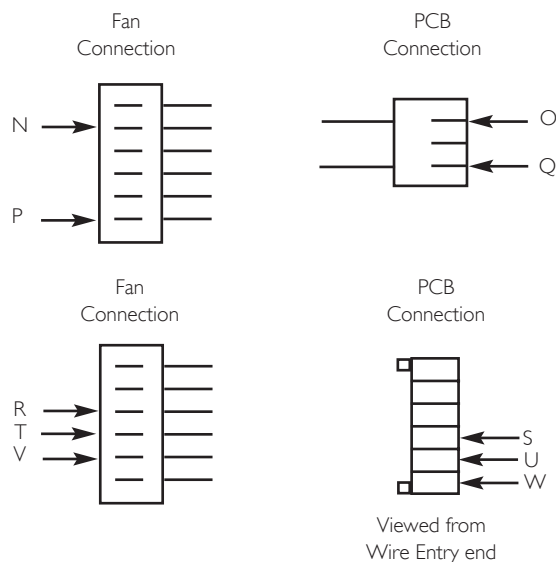 Fan
Connection
PCB
Connection
N
O
P
Q
Fan
Connection
PCB
Connection
R
T
V
S
U
W
Viewed from
Wire Entry end